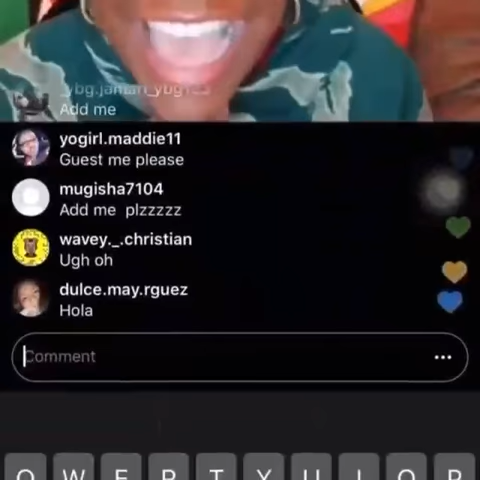 Add me
yogirl.maddie11
Guest me please
mugisha7104
Add me plzzzzz
wavey._.christian
Ugh oh
dulce.may.rguez
Hola
Comment